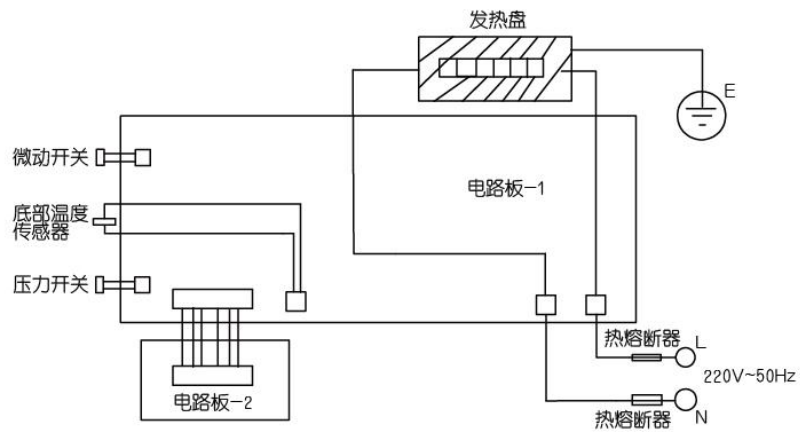 发热盘
E
微动开关
电路板-1
底部温度
传感器
压力开关
热熔断器
L
220V~50Hz
电路板-2
热熔断器
N